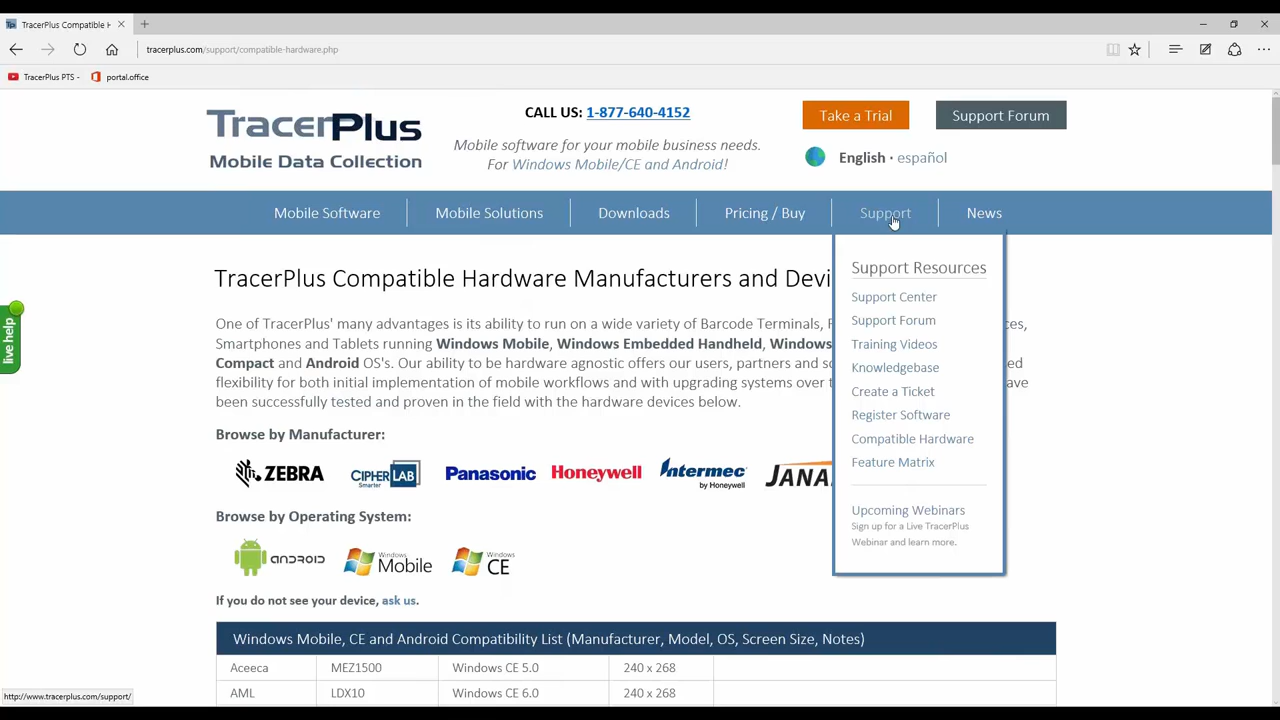 TracerPlus Compatible H
tracerplus.com/support/compatible-hardware.php
TracerPlus PTS -
portal.office
TracerPlus
Mobile Data Collection
CALL US: 1-877-640-4152
Mobile software for your mobile business needs.
For Windows Mobile/CE and Android!
Take a Trial
Support Forum
English · español
Mobile Software
Mobile Solutions
Downloads
Pricing / Buy
Support
News
live help
TracerPlus Compatible Hardware Manufacturers and Devi
One of TracerPlus' many advantages is its ability to run on a wide variety of Barcode Terminals,
Smartphones and Tablets running Windows Mobile, Windows Embedded Handheld, Windows
Compact and Android OS's. Our ability to be hardware agnostic offers our users, partners and
flexibility for both initial implementation of mobile workflows and with upgrading systems over
been successfully tested and proven in the field with the hardware devices below.
Support Resources
Support Center
Support Forum
Training Videos
Knowledgebase
Create a Ticket
Register Software
Compatible Hardware
Feature Matrix
Upcoming Webinars
Sign up for a Live TracerPlus
Webinar and learn more.
Browse by Manufacturer:
ZEBRA
CIPHERLAB
Smarter
Panasonic
Honeywell
Intermec
by Honeywell
JANA
Browse by Operating System:
ANDROID
Windows
Mobile
Windows
CE
If you do not see your device, ask us.
Windows Mobile, CE and Android Compatibility List (Manufacturer, Model, OS, Screen Size, Notes)
Aceeca MEZ1500 Windows CE 5.0 240 x 268
AML LDX10 Windows CE 6.0 240 x 268
http://www.tracerplus.com/support/